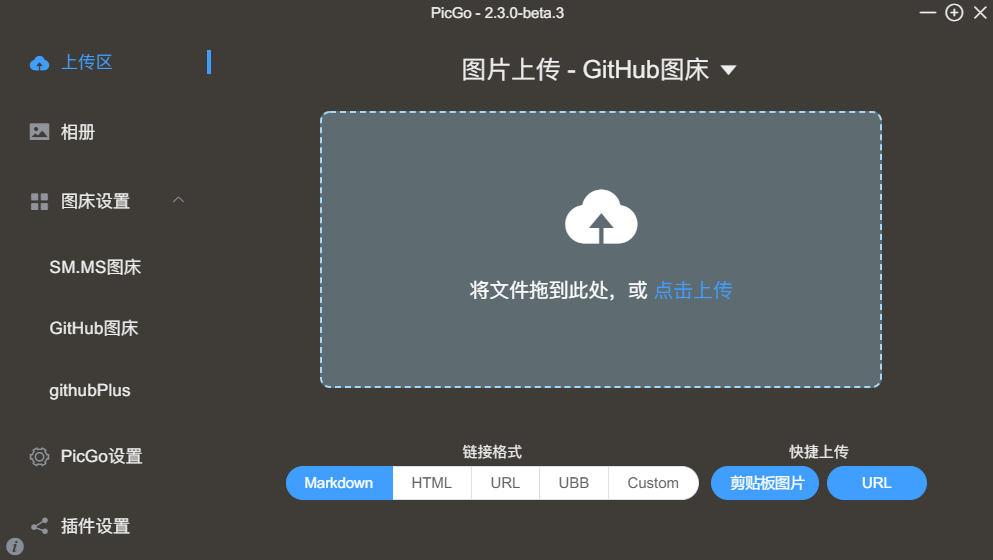 PicGo - 2.3.0-beta.3
上传区
相册
图床设置
SM.MS图床
GitHub图床
githubPlus
PicGo设置
插件设置
图片上传 - GitHub图床
将文件拖到此处，或 点击上传
链接格式
Markdown HTML URL UBB Custom
快捷上传
剪贴板图片 URL